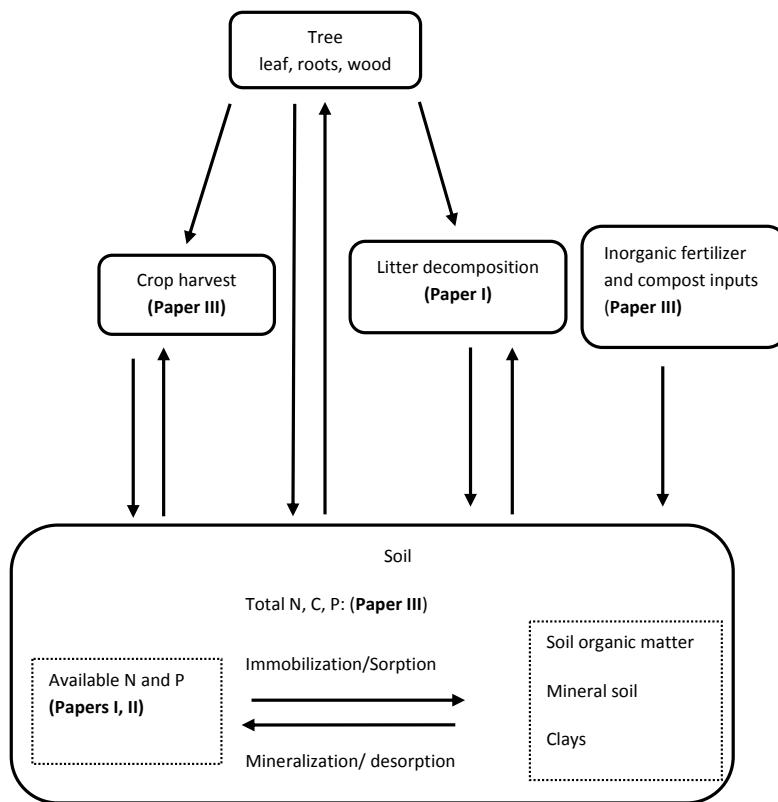 Tree
leaf, roots, wood
Crop harvest
(Paper III)
Litter decomposition
(Paper I)
Inorganic fertilizer
and compost inputs
(Paper III)
Soil
Total N, C, P: (Paper III)
Available N and P
(Papers I, II)
Immobilization/Sorption
Mineralization/ desorption
Soil organic matter
Mineral soil
Clays